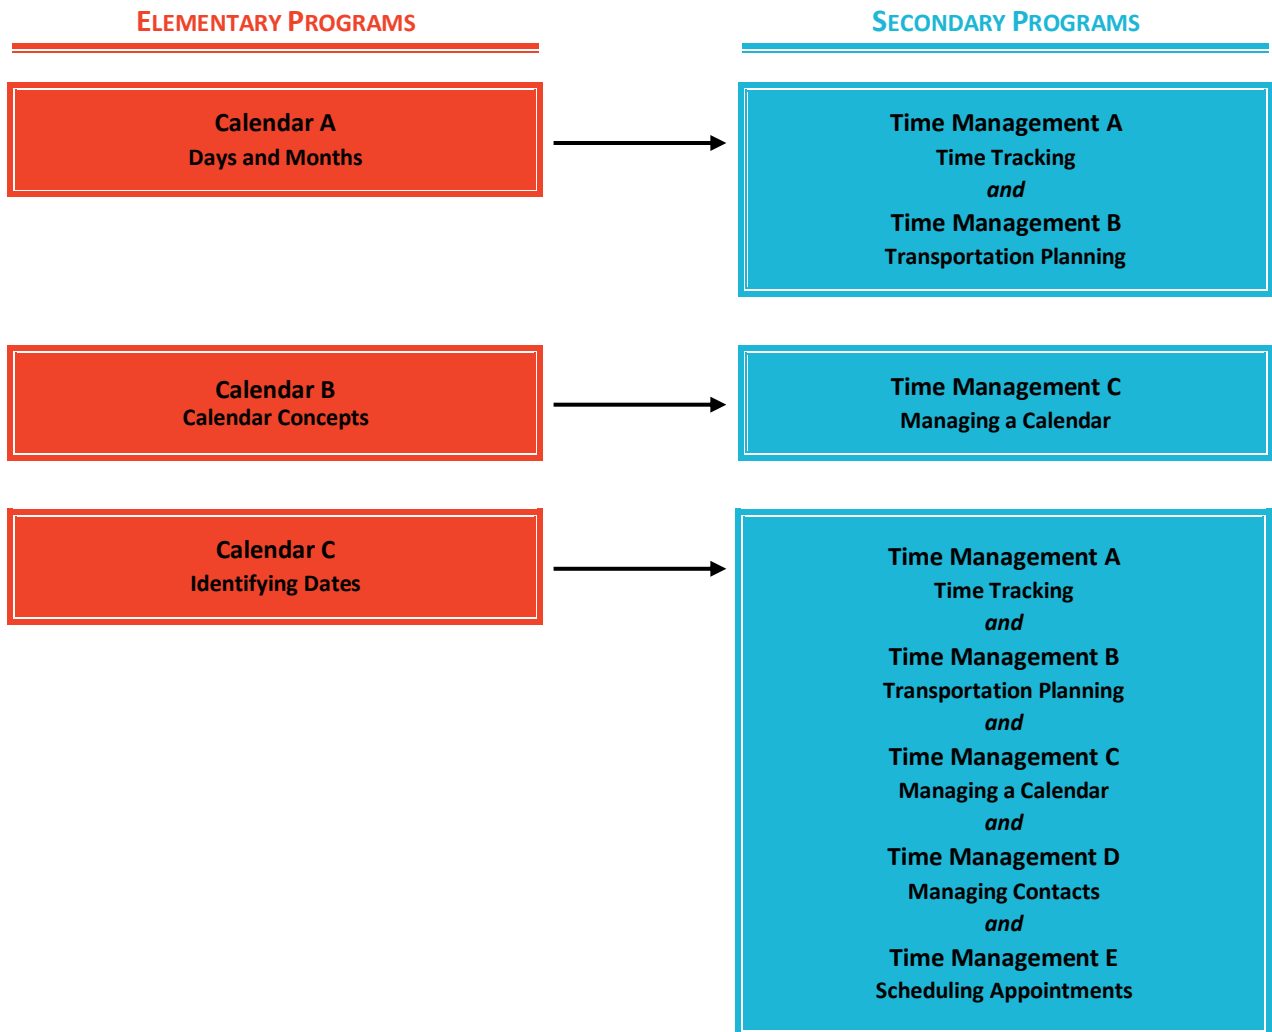 ELEMENTARY PROGRAMS
Calendar A
Days and Months
Calendar B
Calendar Concepts
Calendar C
Identifying Dates
SECONDARY PROGRAMS
Time Management A
Time Tracking
and
Time Management B
Transportation Planning
Time Management C
Managing a Calendar
Time Management A
Time Tracking
and
Time Management B
Transportation Planning
and
Time Management C
Managing a Calendar
and
Time Management D
Managing Contacts
and
Time Management E
Scheduling Appointments